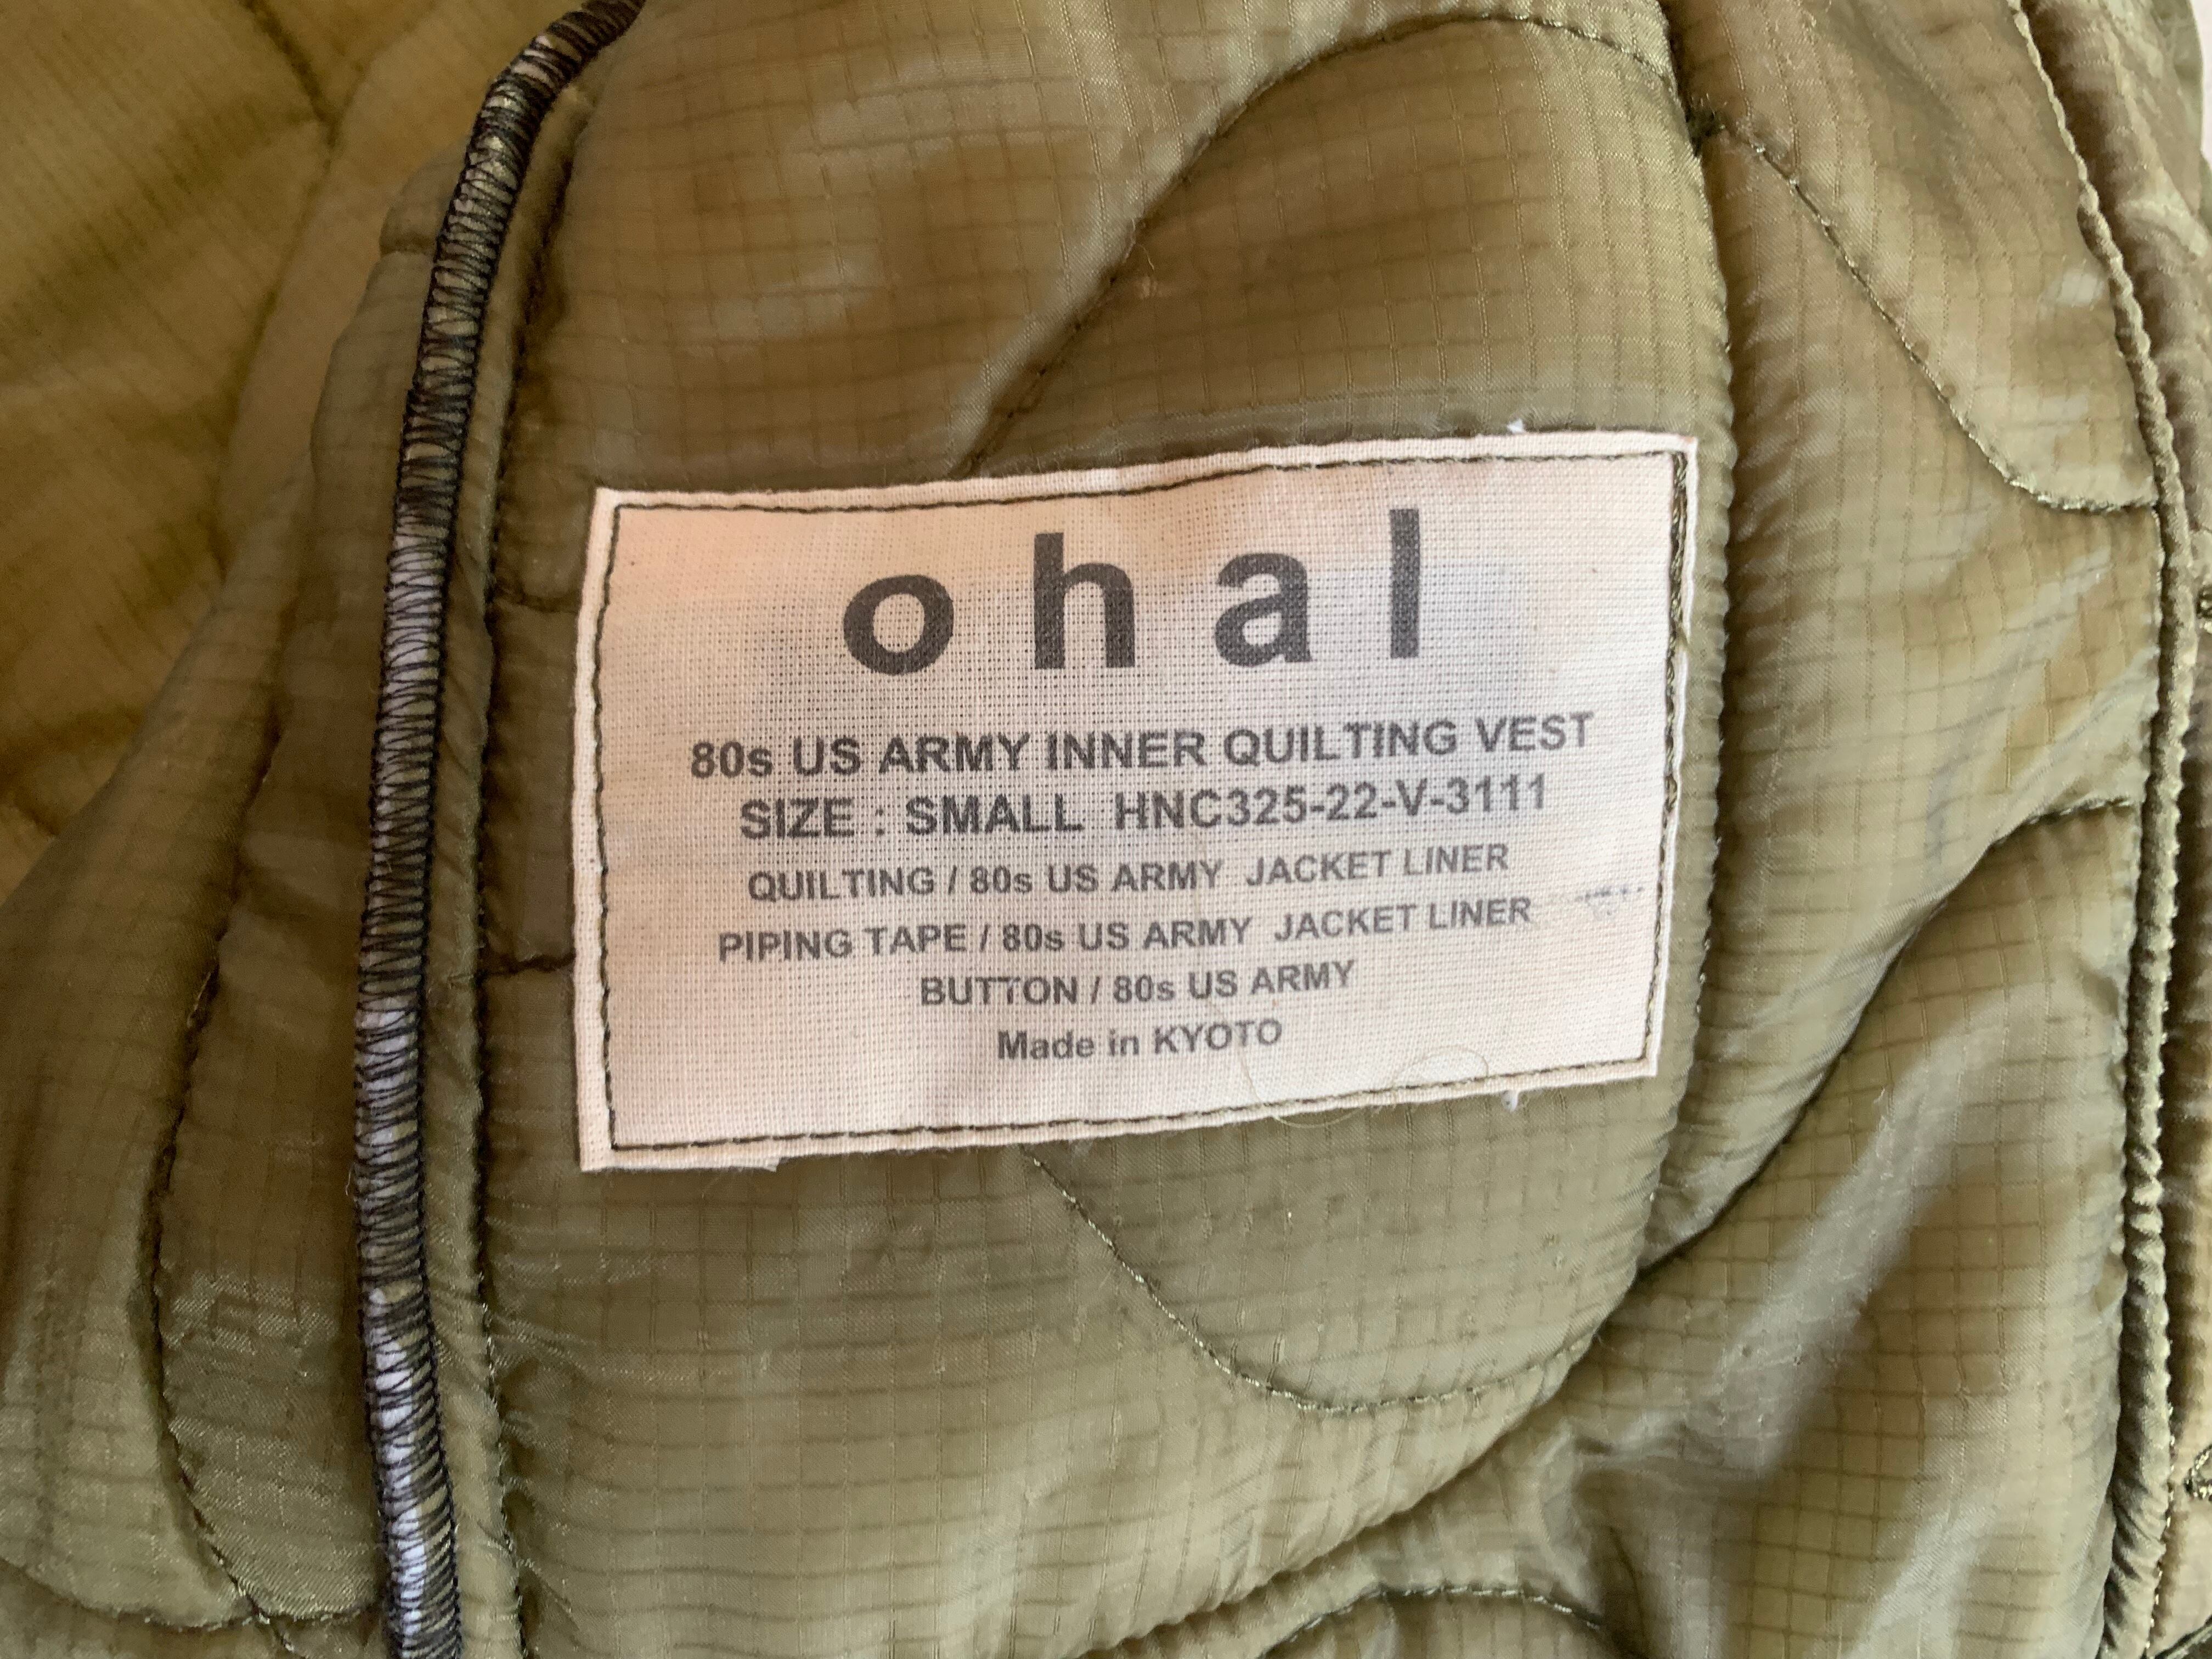 ohal
80s US ARMY INNER QUILTING VEST
SIZE : SMALL HNC325-22-V-3111
QUILTING / 80s US ARMY JACKET LINER
PIPING TAPE / 80s US ARMY JACKET LINER
BUTTON / 80s US ARMY
Made in KYOTO